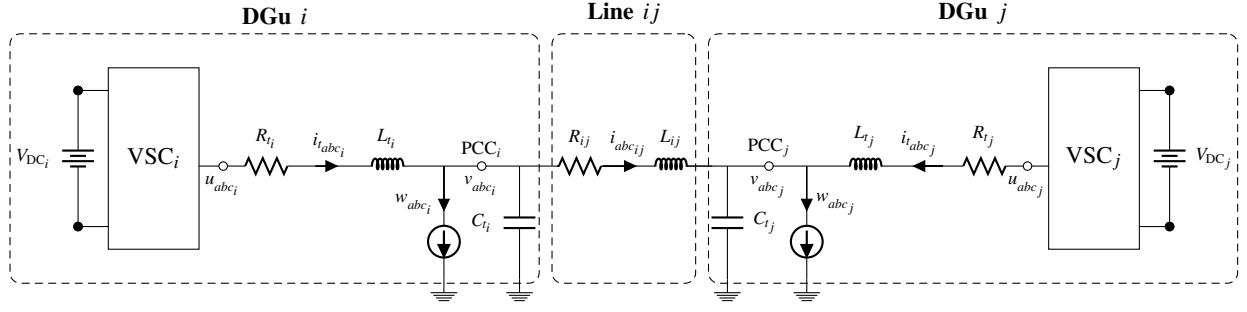 DGu i
Line ij
DGu j
V_DC_i
VSC_i
u_abc_i
R_t_i
i_t_abc_i
L_t_i
w_abc_i
PCC_i
v_abc_i
C_t_i
R_ij
i_abc_ij
L_ij
C_t_j
PCC_j
v_abc_j
w_abc_j
L_t_j
i_t_abc_j
R_t_j
u_abc_j
VSC_j
V_DC_j